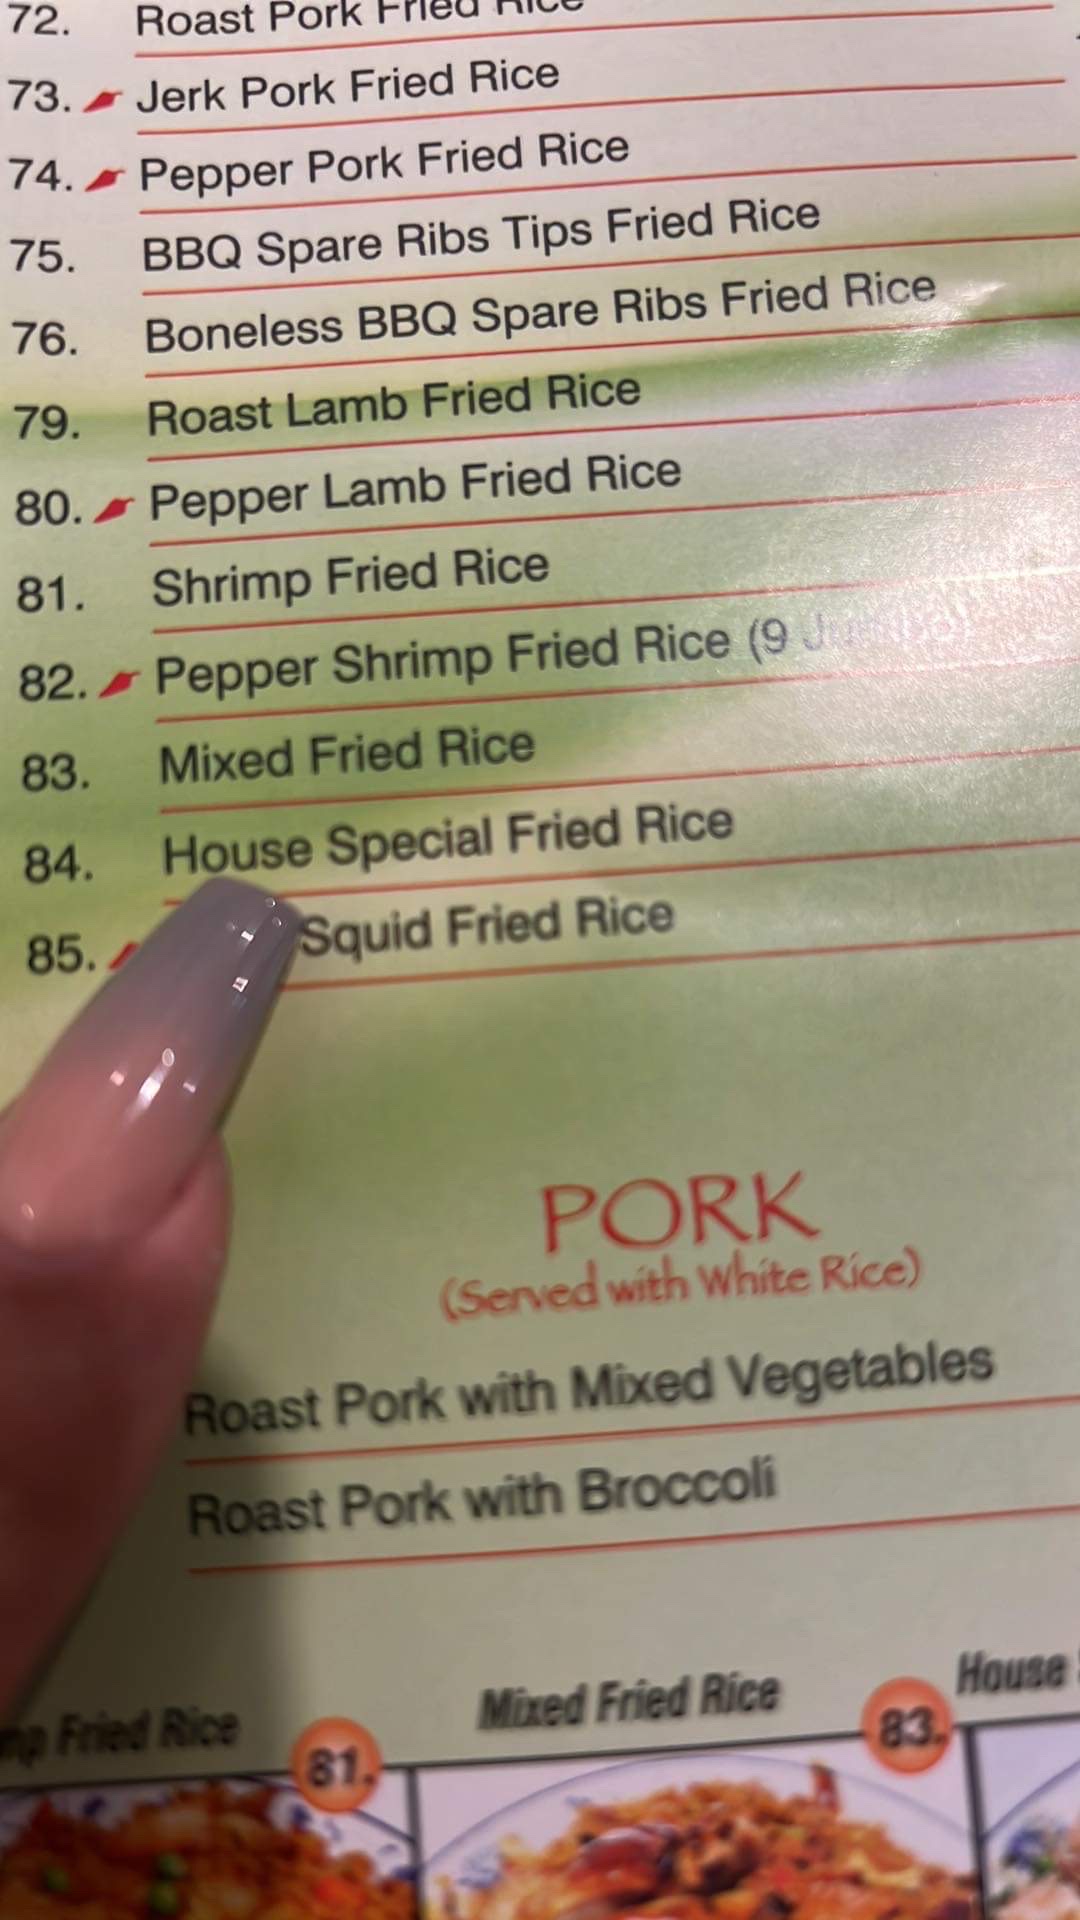 72. Roast Pork Fried Rice
73. Jerk Pork Fried Rice
74. Pepper Pork Fried Rice
75. BBQ Spare Ribs Tips Fried Rice
76. Boneless BBQ Spare Ribs Fried Rice
79. Roast Lamb Fried Rice
80. Pepper Lamb Fried Rice
81. Shrimp Fried Rice
82. Pepper Shrimp Fried Rice (9 Jumbo)
83. Mixed Fried Rice
84. House Special Fried Rice
85. Squid Fried Rice
PORK
(Served with White Rice)
Roast Pork with Mixed Vegetables
Roast Pork with Broccoli
Fried Rice
81.
Mixed Fried Rice
83.
House